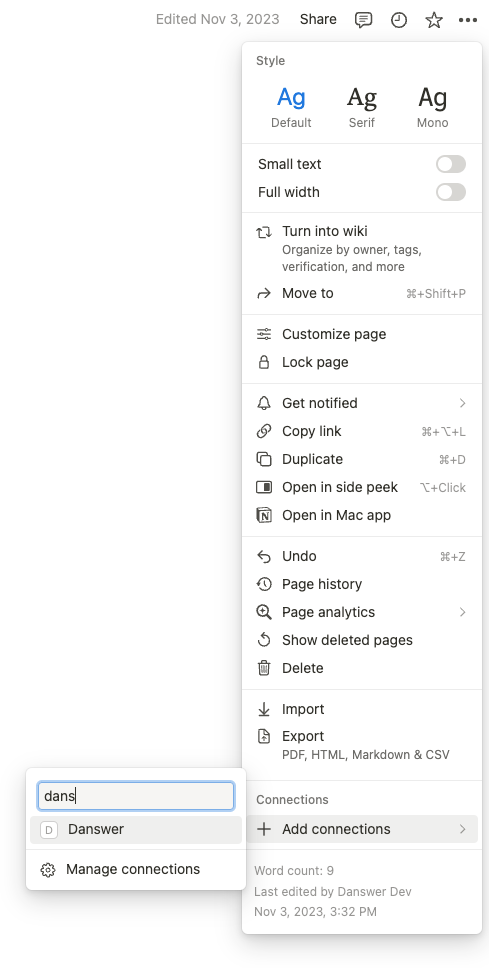 Edited Nov 3, 2023 Share
Style
Ag Ag Ag
Default Serif Mono
Small text
Full width
Turn into wiki
Organize by owner, tags,
verification, and more
Move to ⌘+Shift+P
Customize page
Lock page
Get notified
Copy link ⌘+⌥+L
Duplicate ⌘+D
Open in side peek ⌥+Click
Open in Mac app
Undo ⌘+Z
Page history
Page analytics
Show deleted pages
Delete
Import
Export
PDF, HTML, Markdown & CSV
Connections
Add connections
Word count: 9
Last edited by Danswer Dev
Nov 3, 2023, 3:32 PM
dans
D Danswer
Manage connections